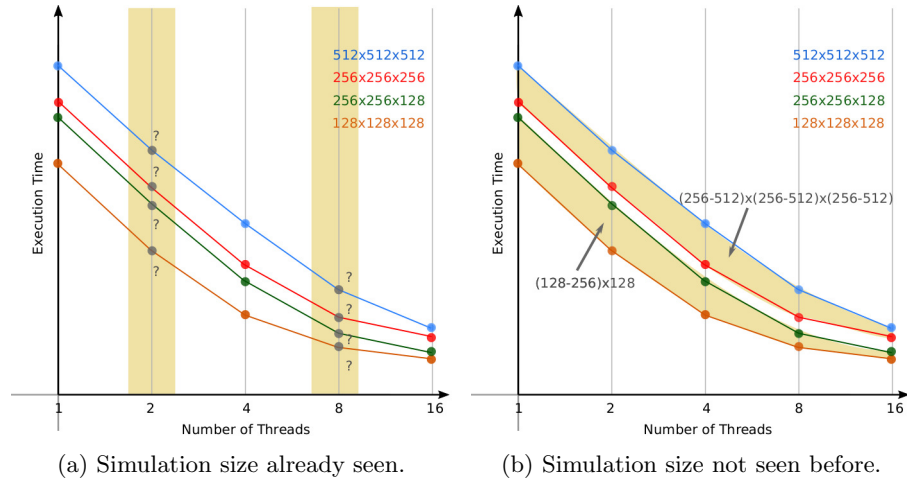 512x512x512
256x256x256
256x256x128
128x128x128
?
?
?
?
?
?
?
?
Execution Time
1
2
4
8
16
Number of Threads
(a) Simulation size already seen.
512x512x512
256x256x256
256x256x128
128x128x128
(256-512)x(256-512)x(256-512)
(128-256)x128
Execution Time
1
2
4
8
16
Number of Threads
(b) Simulation size not seen before.